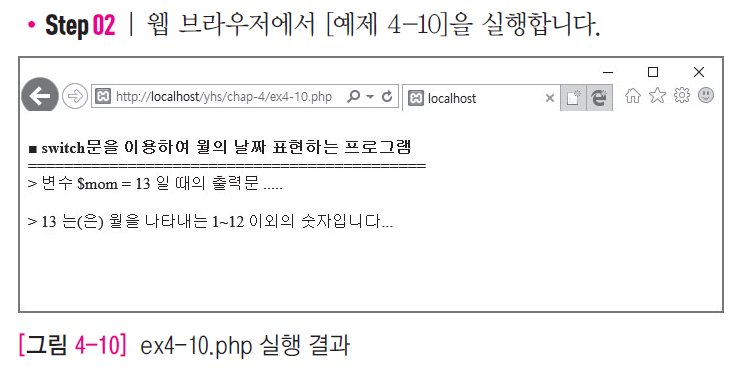 • Step 02 | 웹 브라우저에서 [예제 4-10]을 실행합니다.
http://localhost/yhs/chap-4/ex4-10.php
localhost
■ switch문을 이용하여 월의 날짜 표현하는 프로그램
==============================================
> 변수 $mom = 13 일 때의 출력문 .....
> 13 는(은) 월을 나타내는 1~12 이외의 숫자입니다...
[그림 4-10] ex4-10.php 실행 결과